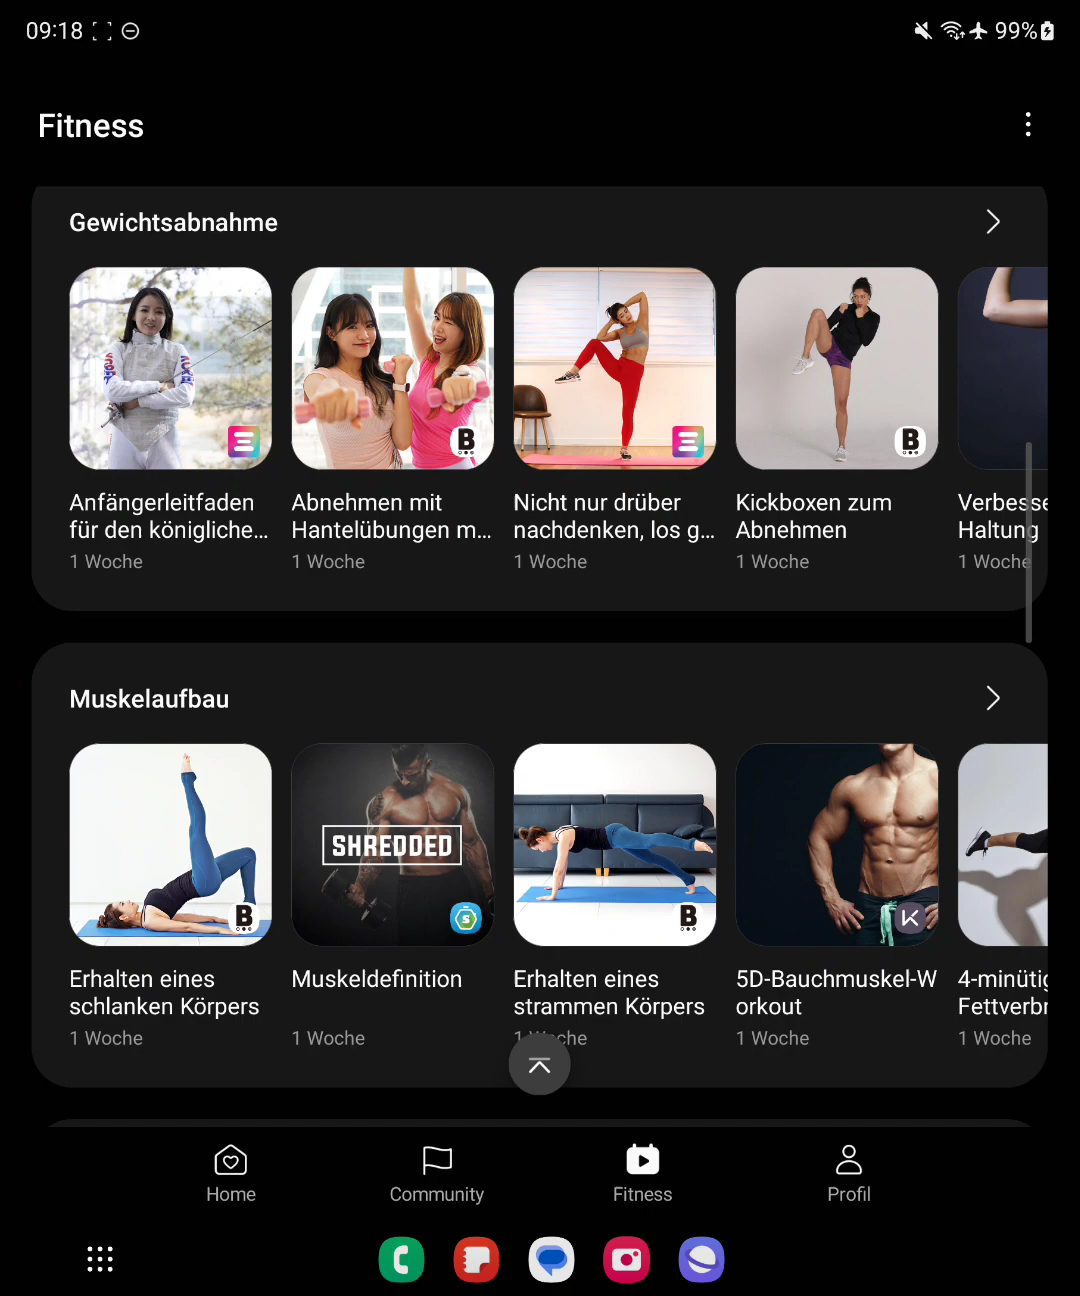 09:18
99%
Fitness
Gewichtsabnahme
Anfängerleitfaden
für den königliche...
1 Woche
Abnehmen mit
Hantelübungen m...
1 Woche
Nicht nur drüber
nachdenken, los g...
1 Woche
Kickboxen zum
Abnehmen
1 Woche
Verbesse
Haltung
1 Woche
B
B
Muskelaufbau
SHREDDED
B
S
B
K
Erhalten eines
schlanken Körpers
1 Woche
Muskeldefinition
1 Woche
Erhalten eines
strammen Körpers
1 Woche
5D-Bauchmuskel-W
orkout
1 Woche
4-minütig
Fettverbr
1 Woche
Home
Community
Fitness
Profil